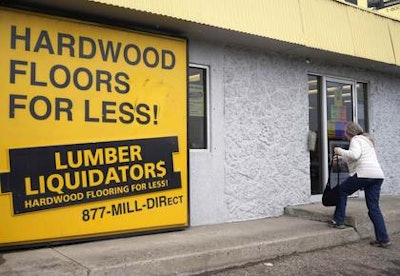 HARDWOOD
FLOORS
FOR LESS!
LUMBER
LIQUIDATORS
HARDWOOD FLOORING FOR LESS!
877-MILL-DIRect